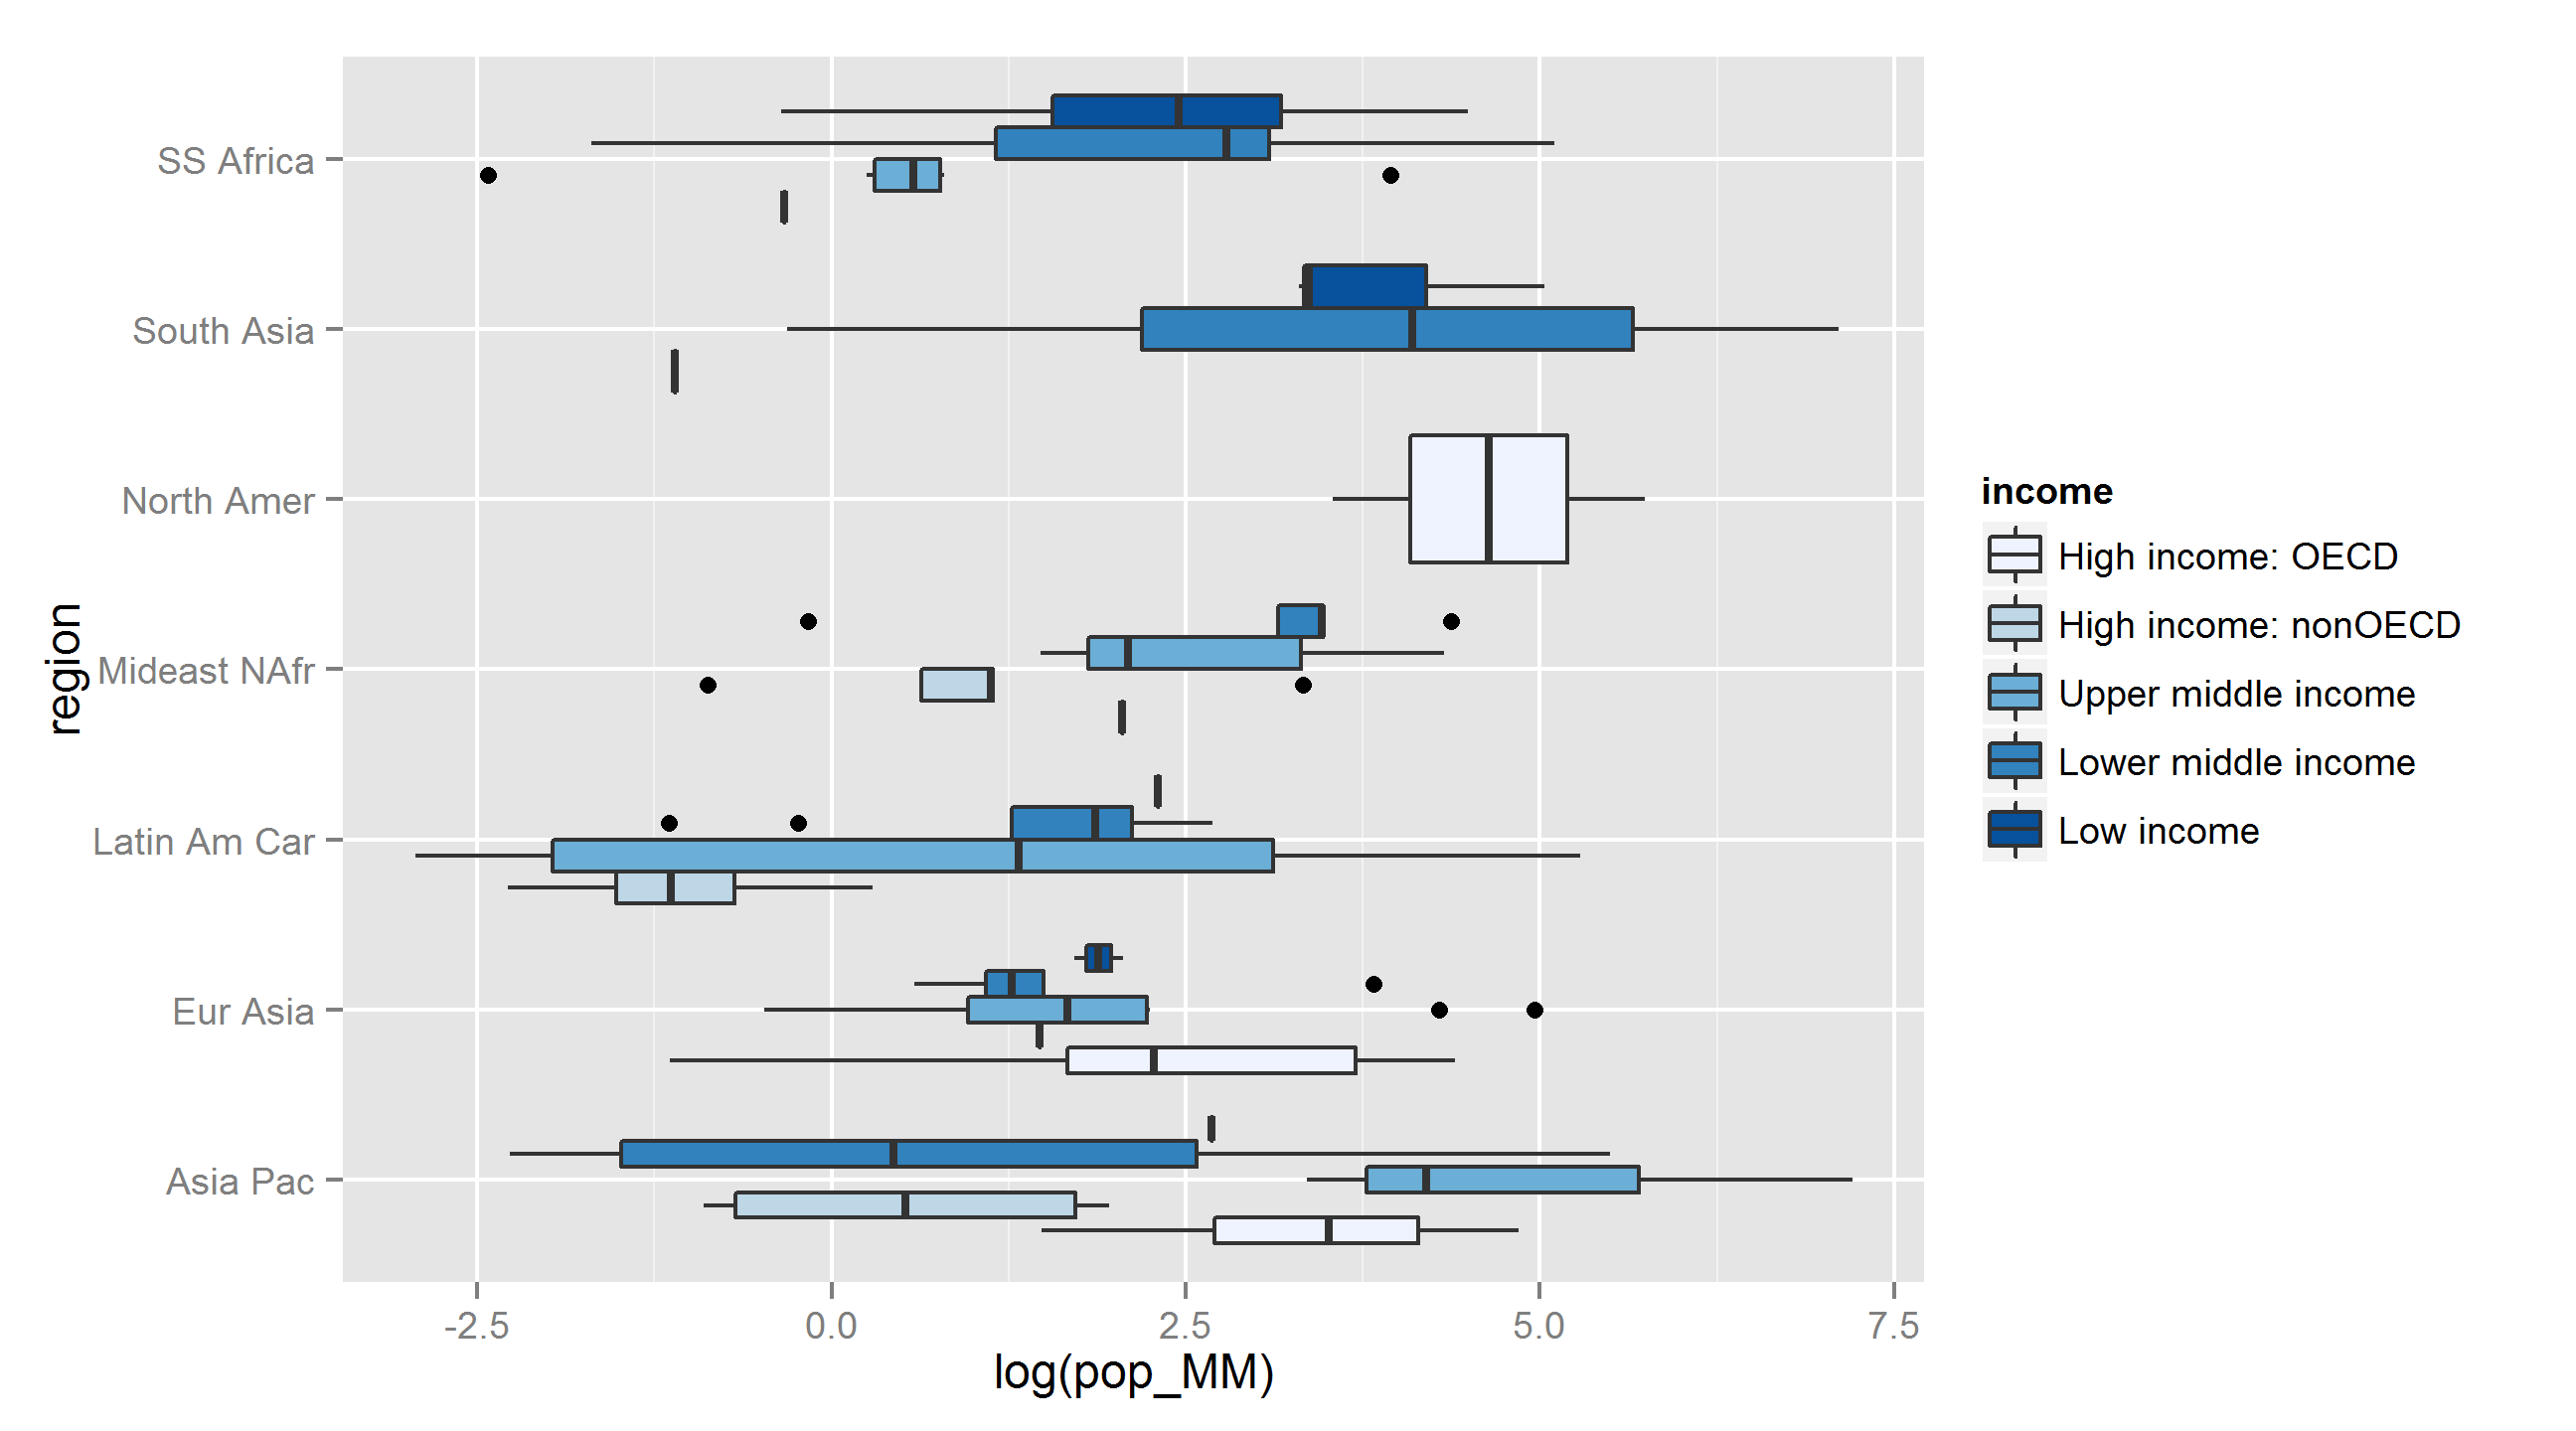 SS Africa
South Asia
North Amer
Mideast NAfr
Latin Am Car
Eur Asia
Asia Pac
region
-2.5 0.0 2.5 5.0 7.5
log(pop_MM)
income
High income: OECD
High income: nonOECD
Upper middle income
Lower middle income
Low income